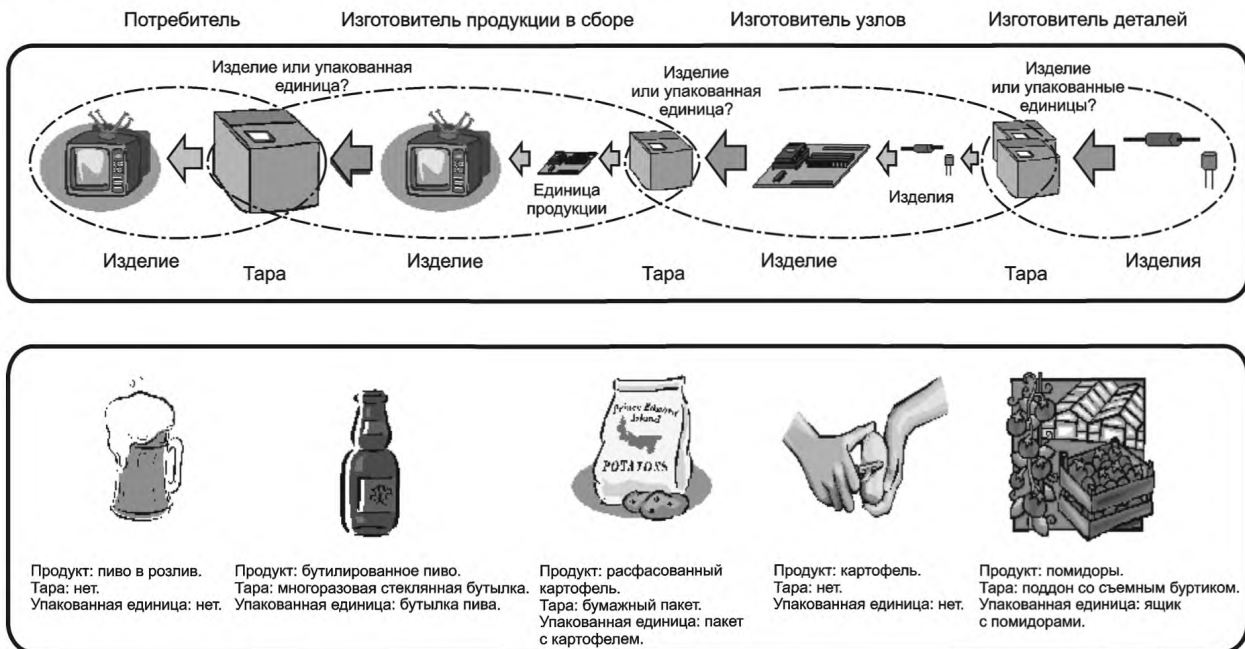 Потребитель
Изготовитель продукции в сборе
Изготовитель узлов
Изготовитель деталей
Изделие или упакованная
единица?
Изделие
или упакованная
единица?
Изделие
или упакованные
единицы?
Единица
продукции
Изделия
Изделие
Тара
Изделие
Тара
Изделие
Тара
Изделия
Prince Edward
Island
POTATOES
Продукт: пиво в розлив.
Тара: нет.
Упакованная единица: нет.
Продукт: бутилированное пиво.
Тара: многоразовая стеклянная бутылка.
Упакованная единица: бутылка пива.
Продукт: расфасованный
картофель.
Тара: бумажный пакет.
Упакованная единица: пакет
с картофелем.
Продукт: картофель.
Тара: нет.
Упакованная единица: нет.
Продукт: помидоры.
Тара: поддон со съемным буртиком.
Упакованная единица: ящик
с помидорами.